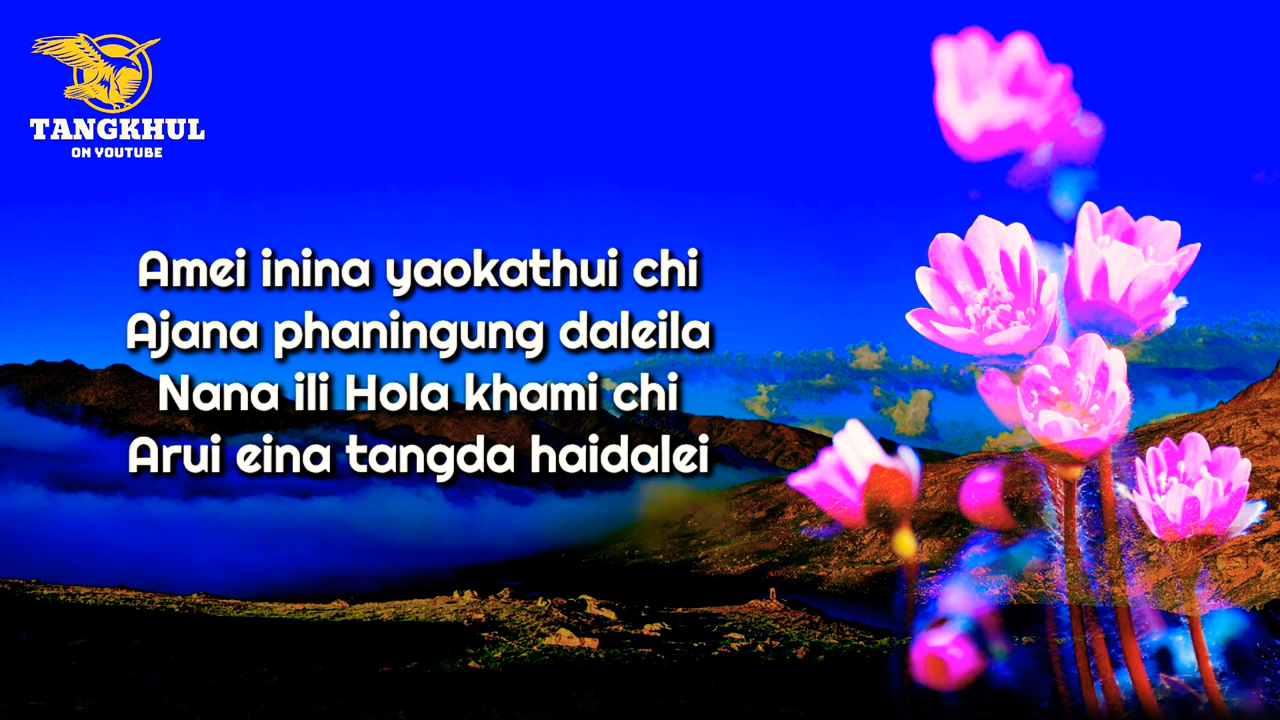 TANGKHUL
ON YOUTUBE
Amei inina yaokathui chi
Ajana phaningung daleila
Nana ili Hola khami chi
Arui eina tangda haidalei